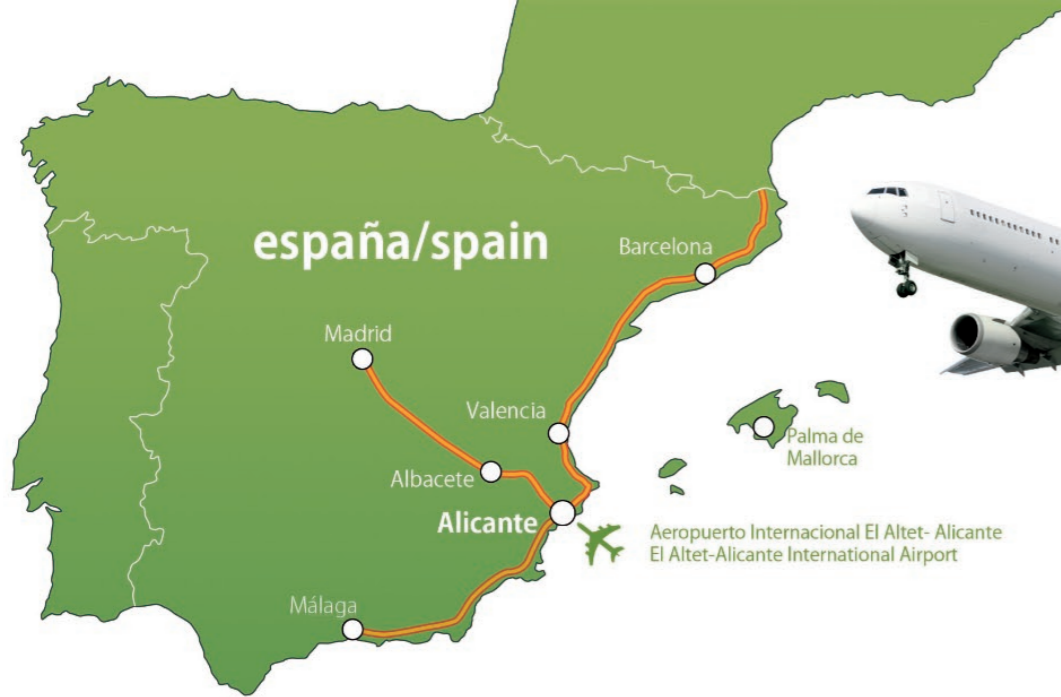 españa/spain
Barcelona
Madrid
Valencia
Palma de
Mallorca
Albacete
Alicante
Aeropuerto Internacional El Altet- Alicante
El Altet-Alicante International Airport
Málaga